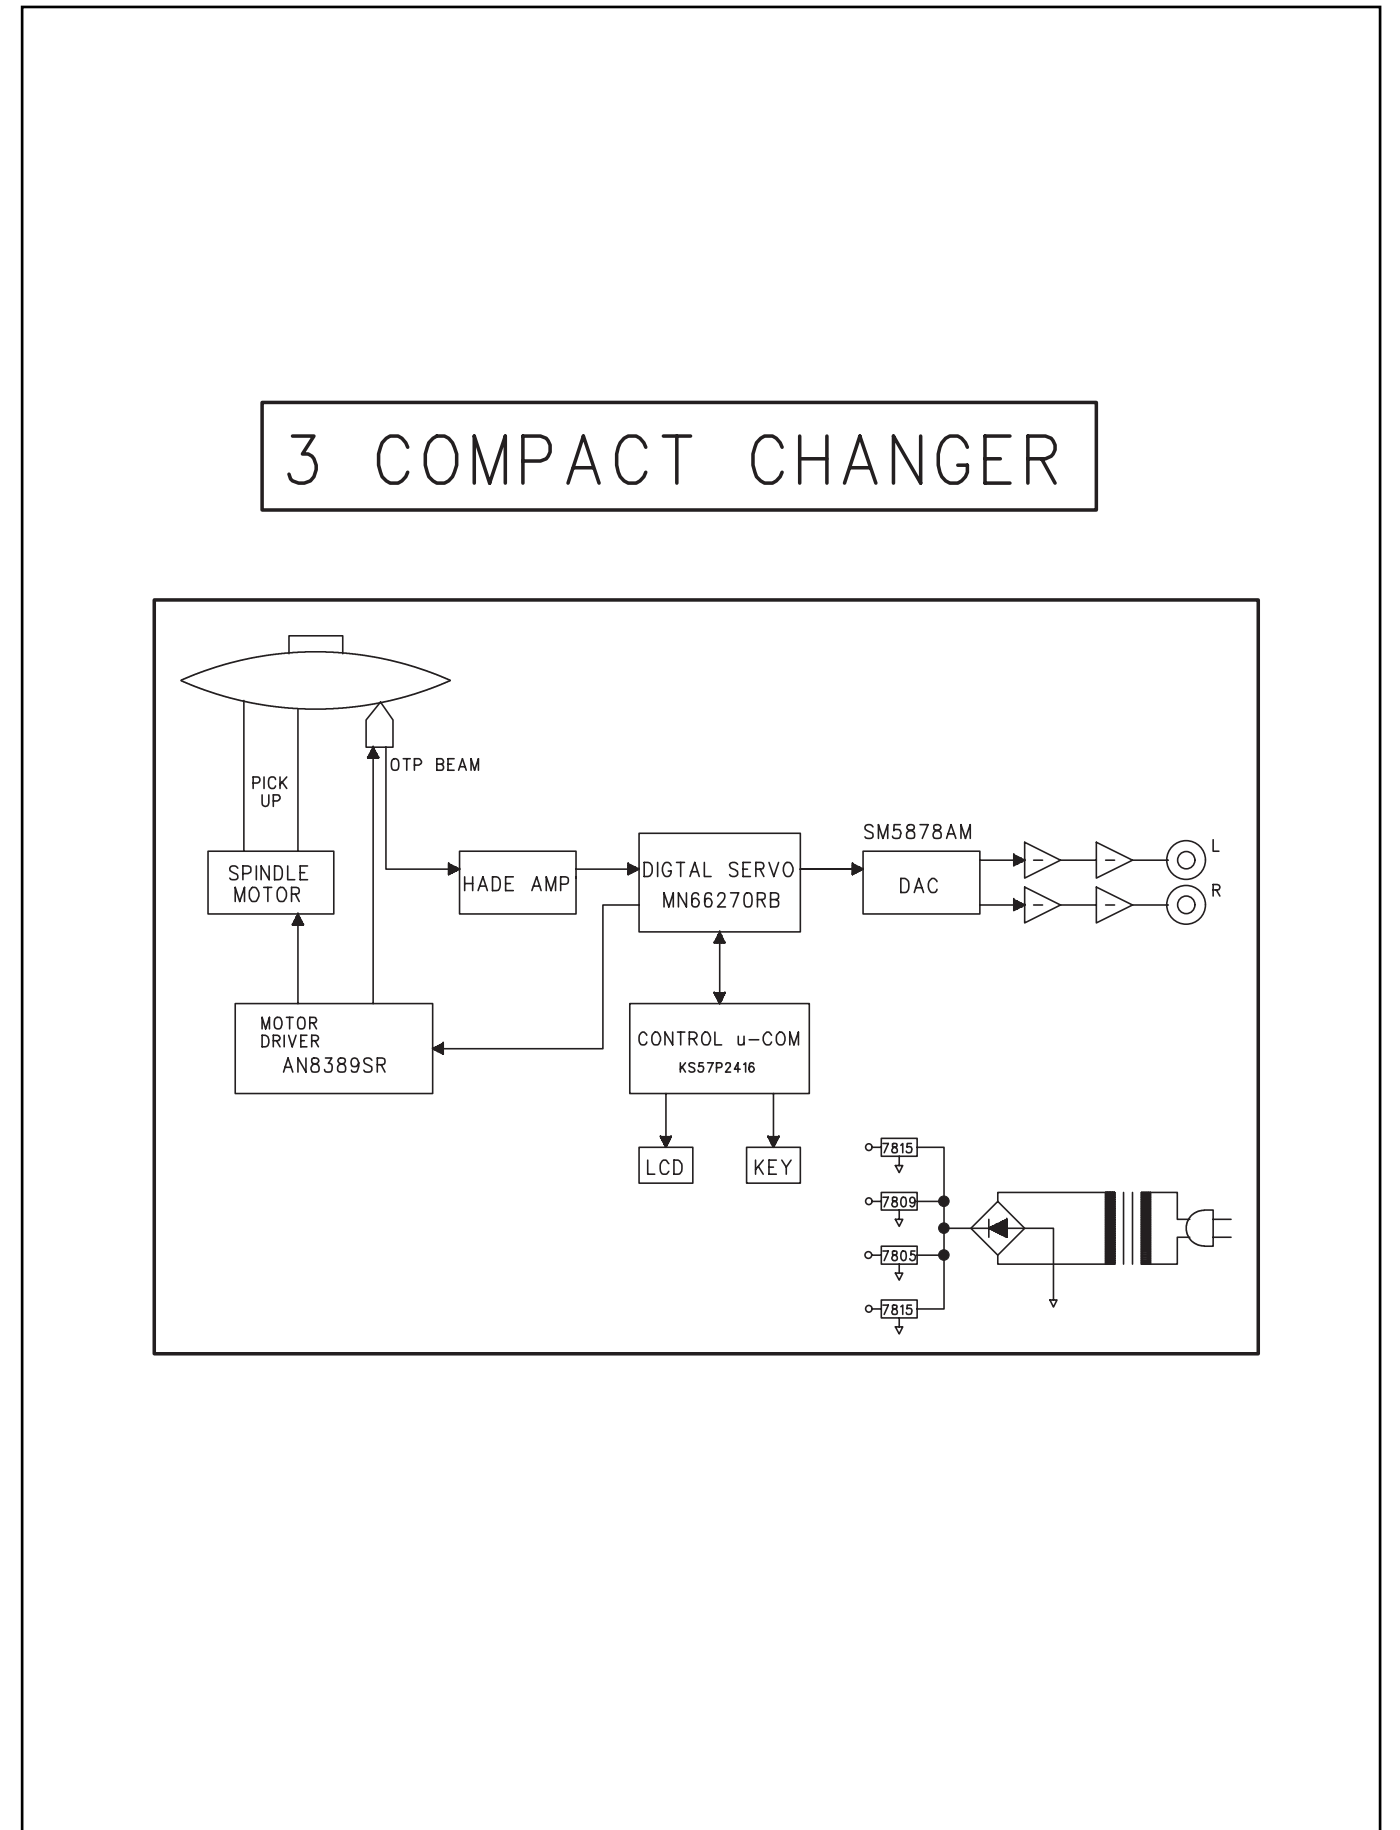 3 COMPACT CHANGER
OTP BEAM
PICK
UP
SPINDLE
MOTOR
HADE AMP
DIGTAL SERVO
MN66270RB
SM5878AM
DAC
L
R
MOTOR
DRIVER
AN8389SR
CONTROL u-COM
KS57P2416
LCD
KEY
7815
7809
7805
7815